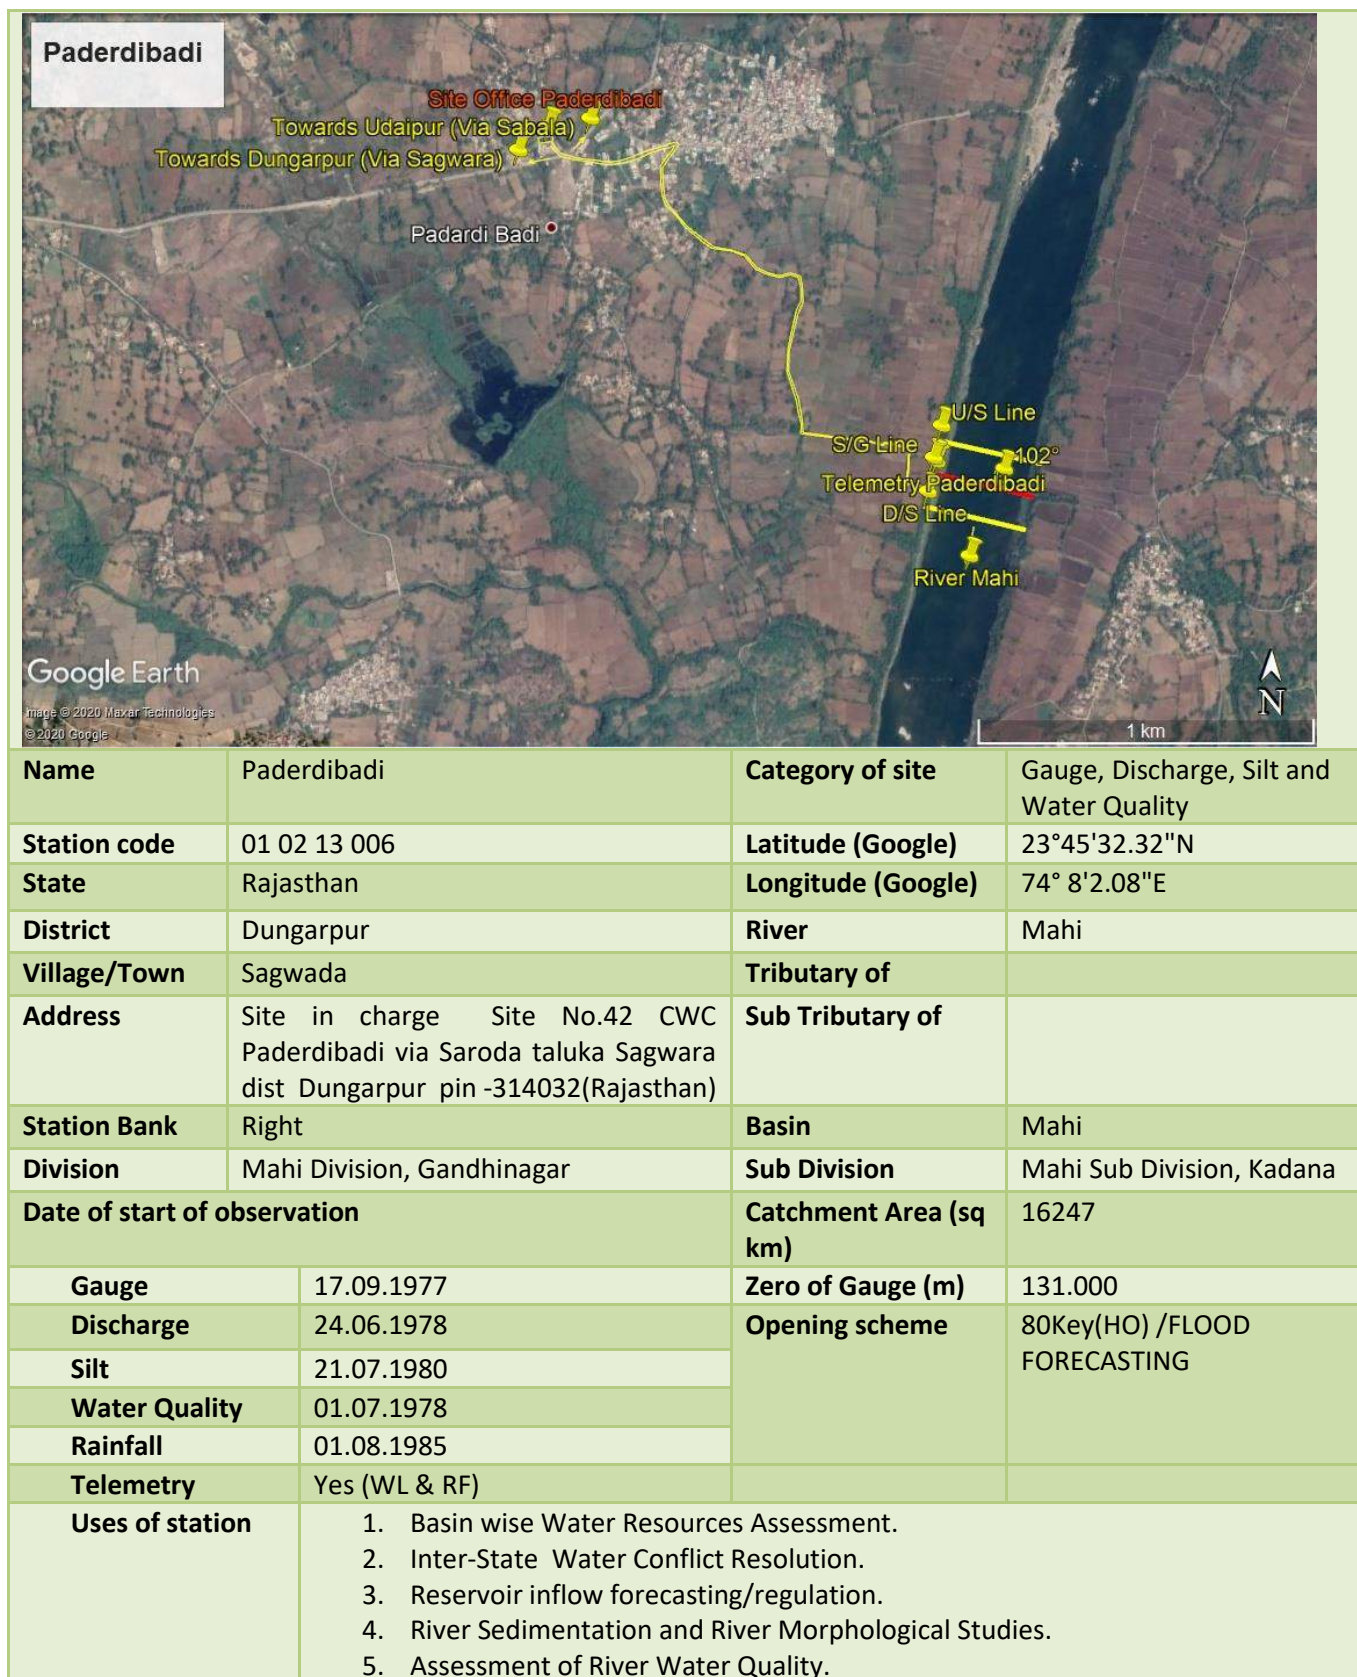 Paderdibadi
Site Office Paderdibadi
Towards Udaipur (Via Sabala)
Towards Dungarpur (Via Sagwara)
Padardi Badi
U/S Line
S/G Line
102°
Telemetry Paderdibadi
D/S Line
River Mahi
Google Earth
Image © 2020 Maxar Technologies
© 2020 Google
N
1 km
Name Paderdibadi Category of site Gauge, Discharge, Silt and
Water Quality
Station code 01 02 13 006 Latitude (Google) 23°45'32.32"N
State Rajasthan Longitude (Google) 74° 8'2.08"E
District Dungarpur River Mahi
Village/Town Sagwada Tributary of
Address Site in charge Site No.42 CWC Sub Tributary of
Paderdibadi via Saroda taluka Sagwara
dist Dungarpur pin -314032(Rajasthan)
Station Bank Right Basin Mahi
Division Mahi Division, Gandhinagar Sub Division Mahi Sub Division, Kadana
Date of start of observation Catchment Area (sq 16247
km)
Gauge 17.09.1977 Zero of Gauge (m) 131.000
Discharge 24.06.1978 Opening scheme 80Key(HO) /FLOOD
FORECASTING
Silt 21.07.1980
Water Quality 01.07.1978
Rainfall 01.08.1985
Telemetry Yes (WL & RF)
Uses of station 1. Basin wise Water Resources Assessment.
2. Inter-State Water Conflict Resolution.
3. Reservoir inflow forecasting/regulation.
4. River Sedimentation and River Morphological Studies.
5. Assessment of River Water Quality.